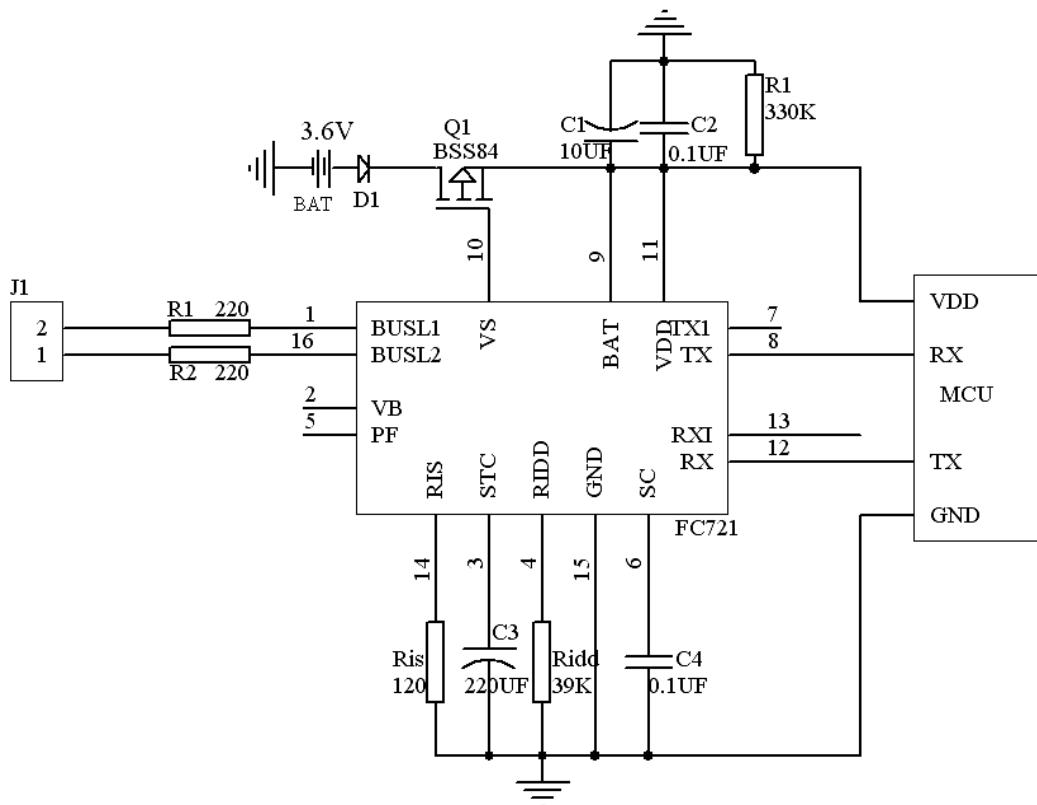 R1
330K
C1
10UF
C2
0.1UF
3.6V
BAT
D1
Q1
BSS84
10
9
11
J1
2
1
R1 220
R2 220
1
16
2
5
BUSL1
BUSL2
VB
PF
VS
BAT
VDD
TX1
TX
RXI
RX
7
8
13
12
VDD
RX
MCU
TX
GND
RIS
STC
RIDD
GND
SC
FC721
14
3
4
15
6
Ris
120
C3
220UF
Ridd
39K
C4
0.1UF